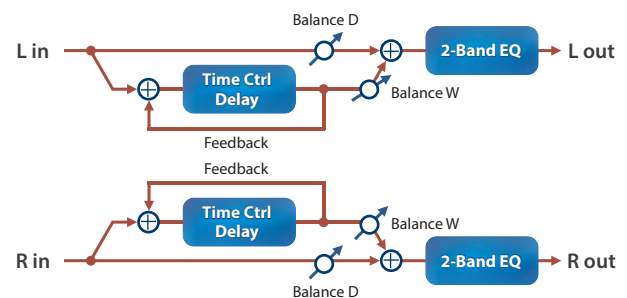 Balance D
L in
2-Band EQ
L out
Time Ctrl
Delay
Balance W
Feedback
Feedback
Time Ctrl
Delay
Balance W
R in
2-Band EQ
R out
Balance D